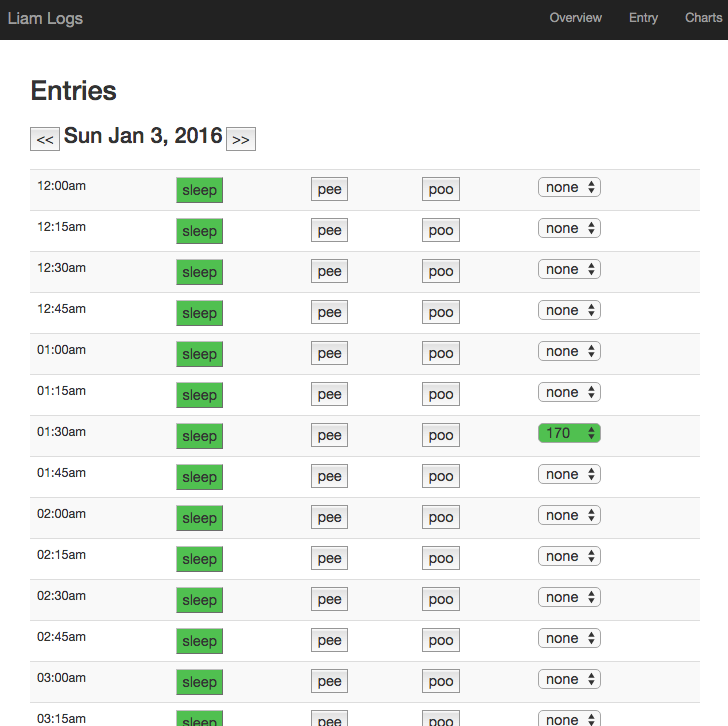 Liam Logs Overview Entry Charts
Entries
<< Sun Jan 3, 2016 >>
12:00am sleep pee poo none
12:15am sleep pee poo none
12:30am sleep pee poo none
12:45am sleep pee poo none
01:00am sleep pee poo none
01:15am sleep pee poo none
01:30am sleep pee poo 170
01:45am sleep pee poo none
02:00am sleep pee poo none
02:15am sleep pee poo none
02:30am sleep pee poo none
02:45am sleep pee poo none
03:00am sleep pee poo none
03:15am sleep pee poo none